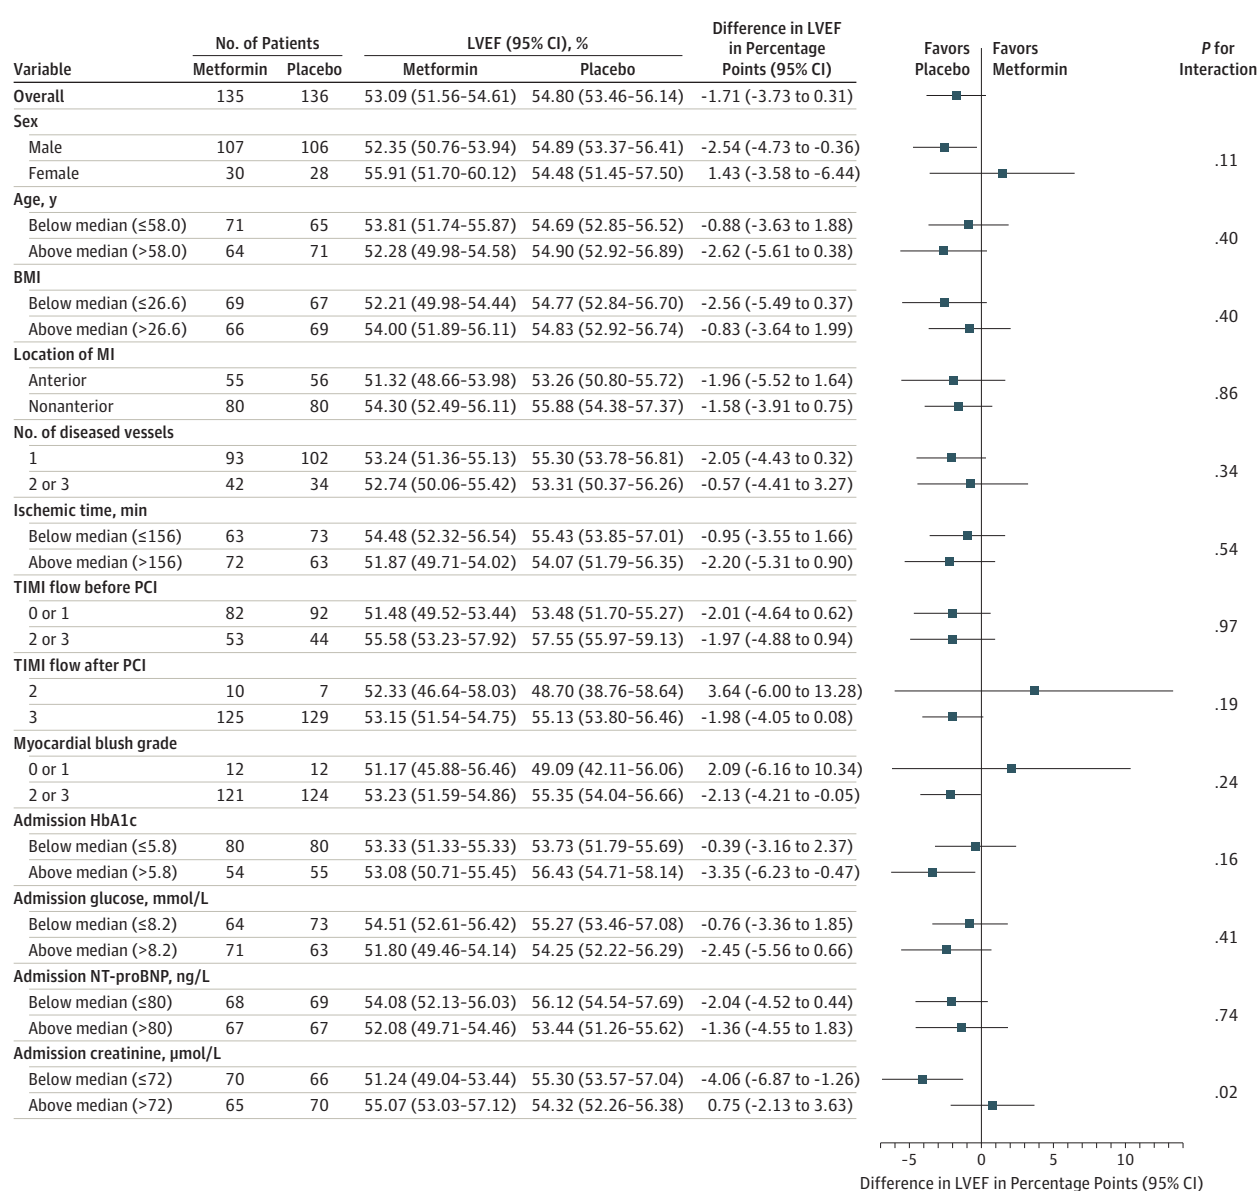 Variable No. of Patients LVEF (95% CI), % Difference in LVEF in Percentage Points (95% CI) Favors Placebo Favors Metformin P for Interaction
Metformin Placebo Metformin Placebo
Overall 135 136 53.09 (51.56-54.61) 54.80 (53.46-56.14) -1.71 (-3.73 to 0.31)
Sex
Male 107 106 52.35 (50.76-53.94) 54.89 (53.37-56.41) -2.54 (-4.73 to -0.36)
.11
Female 30 28 55.91 (51.70-60.12) 54.48 (51.45-57.50) 1.43 (-3.58 to -6.44)
Age, y
Below median (≤58.0) 71 65 53.81 (51.74-55.87) 54.69 (52.85-56.52) -0.88 (-3.63 to 1.88)
.40
Above median (>58.0) 64 71 52.28 (49.98-54.58) 54.90 (52.92-56.89) -2.62 (-5.61 to 0.38)
BMI
Below median (≤26.6) 69 67 52.21 (49.98-54.44) 54.77 (52.84-56.70) -2.56 (-5.49 to 0.37)
.40
Above median (>26.6) 66 69 54.00 (51.89-56.11) 54.83 (52.92-56.74) -0.83 (-3.64 to 1.99)
Location of MI
Anterior 55 56 51.32 (48.66-53.98) 53.26 (50.80-55.72) -1.96 (-5.52 to 1.64)
.86
Nonanterior 80 80 54.30 (52.49-56.11) 55.88 (54.38-57.37) -1.58 (-3.91 to 0.75)
No. of diseased vessels
1 93 102 53.24 (51.36-55.13) 55.30 (53.78-56.81) -2.05 (-4.43 to 0.32)
.34
2 or 3 42 34 52.74 (50.06-55.42) 53.31 (50.37-56.26) -0.57 (-4.41 to 3.27)
Ischemic time, min
Below median (≤156) 63 73 54.48 (52.32-56.54) 55.43 (53.85-57.01) -0.95 (-3.55 to 1.66)
.54
Above median (>156) 72 63 51.87 (49.71-54.02) 54.07 (51.79-56.35) -2.20 (-5.31 to 0.90)
TIMI flow before PCI
0 or 1 82 92 51.48 (49.52-53.44) 53.48 (51.70-55.27) -2.01 (-4.64 to 0.62)
.97
2 or 3 53 44 55.58 (53.23-57.92) 57.55 (55.97-59.13) -1.97 (-4.88 to 0.94)
TIMI flow after PCI
2 10 7 52.33 (46.64-58.03) 48.70 (38.76-58.64) 3.64 (-6.00 to 13.28)
.19
3 125 129 53.15 (51.54-54.75) 55.13 (53.80-56.46) -1.98 (-4.05 to 0.08)
Myocardial blush grade
0 or 1 12 12 51.17 (45.88-56.46) 49.09 (42.11-56.06) 2.09 (-6.16 to 10.34)
.24
2 or 3 121 124 53.23 (51.59-54.86) 55.35 (54.04-56.66) -2.13 (-4.21 to -0.05)
Admission HbA1c
Below median (≤5.8) 80 80 53.33 (51.33-55.33) 53.73 (51.79-55.69) -0.39 (-3.16 to 2.37)
.16
Above median (>5.8) 54 55 53.08 (50.71-55.45) 56.43 (54.71-58.14) -3.35 (-6.23 to -0.47)
Admission glucose, mmol/L
Below median (≤8.2) 64 73 54.51 (52.61-56.42) 55.27 (53.46-57.08) -0.76 (-3.36 to 1.85)
.41
Above median (>8.2) 71 63 51.80 (49.46-54.14) 54.25 (52.22-56.29) -2.45 (-5.56 to 0.66)
Admission NT-proBNP, ng/L
Below median (≤80) 68 69 54.08 (52.13-56.03) 56.12 (54.54-57.69) -2.04 (-4.52 to 0.44)
.74
Above median (>80) 67 67 52.08 (49.71-54.46) 53.44 (51.26-55.62) -1.36 (-4.55 to 1.83)
Admission creatinine, µmol/L
Below median (≤72) 70 66 51.24 (49.04-53.44) 55.30 (53.57-57.04) -4.06 (-6.87 to -1.26)
.02
Above median (>72) 65 70 55.07 (53.03-57.12) 54.32 (52.26-56.38) 0.75 (-2.13 to 3.63)
-5 0 5 10
Difference in LVEF in Percentage Points (95% CI)